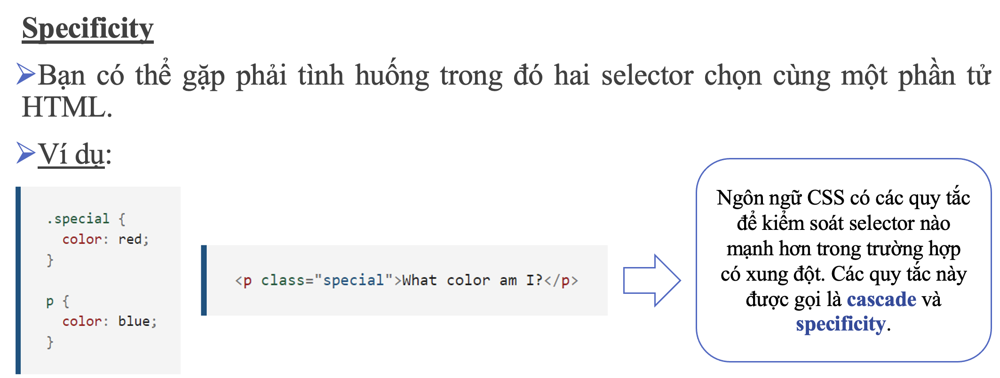 Specificity
➢Bạn có thể gặp phải tình huống trong đó hai selector chọn cùng một phần tử
HTML.
➢Ví dụ:
.special {
  color: red;
}
p {
  color: blue;
}
<p class="special">What color am I?</p>
Ngôn ngữ CSS có các quy tắc
để kiểm soát selector nào
mạnh hơn trong trường hợp
có xung đột. Các quy tắc này
được gọi là cascade và
specificity.